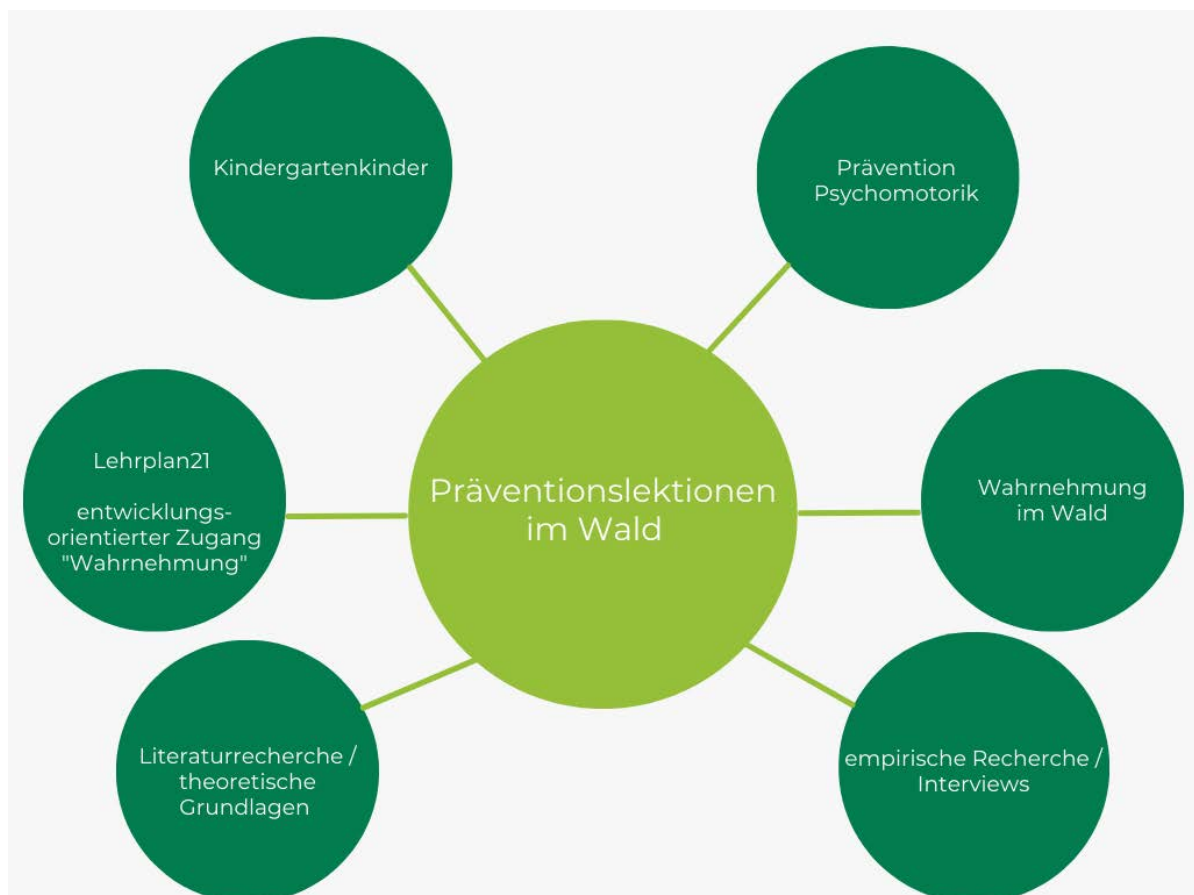 Kindergartenkinder
Prävention
Psychomotorik
Lehrplan21
entwicklungs-
orientierter Zugang
"Wahrnehmung"
Präventionslektionen
im Wald
Wahrnehmung
im Wald
Literaturrecherche /
theoretische
Grundlagen
empirische Recherche /
Interviews